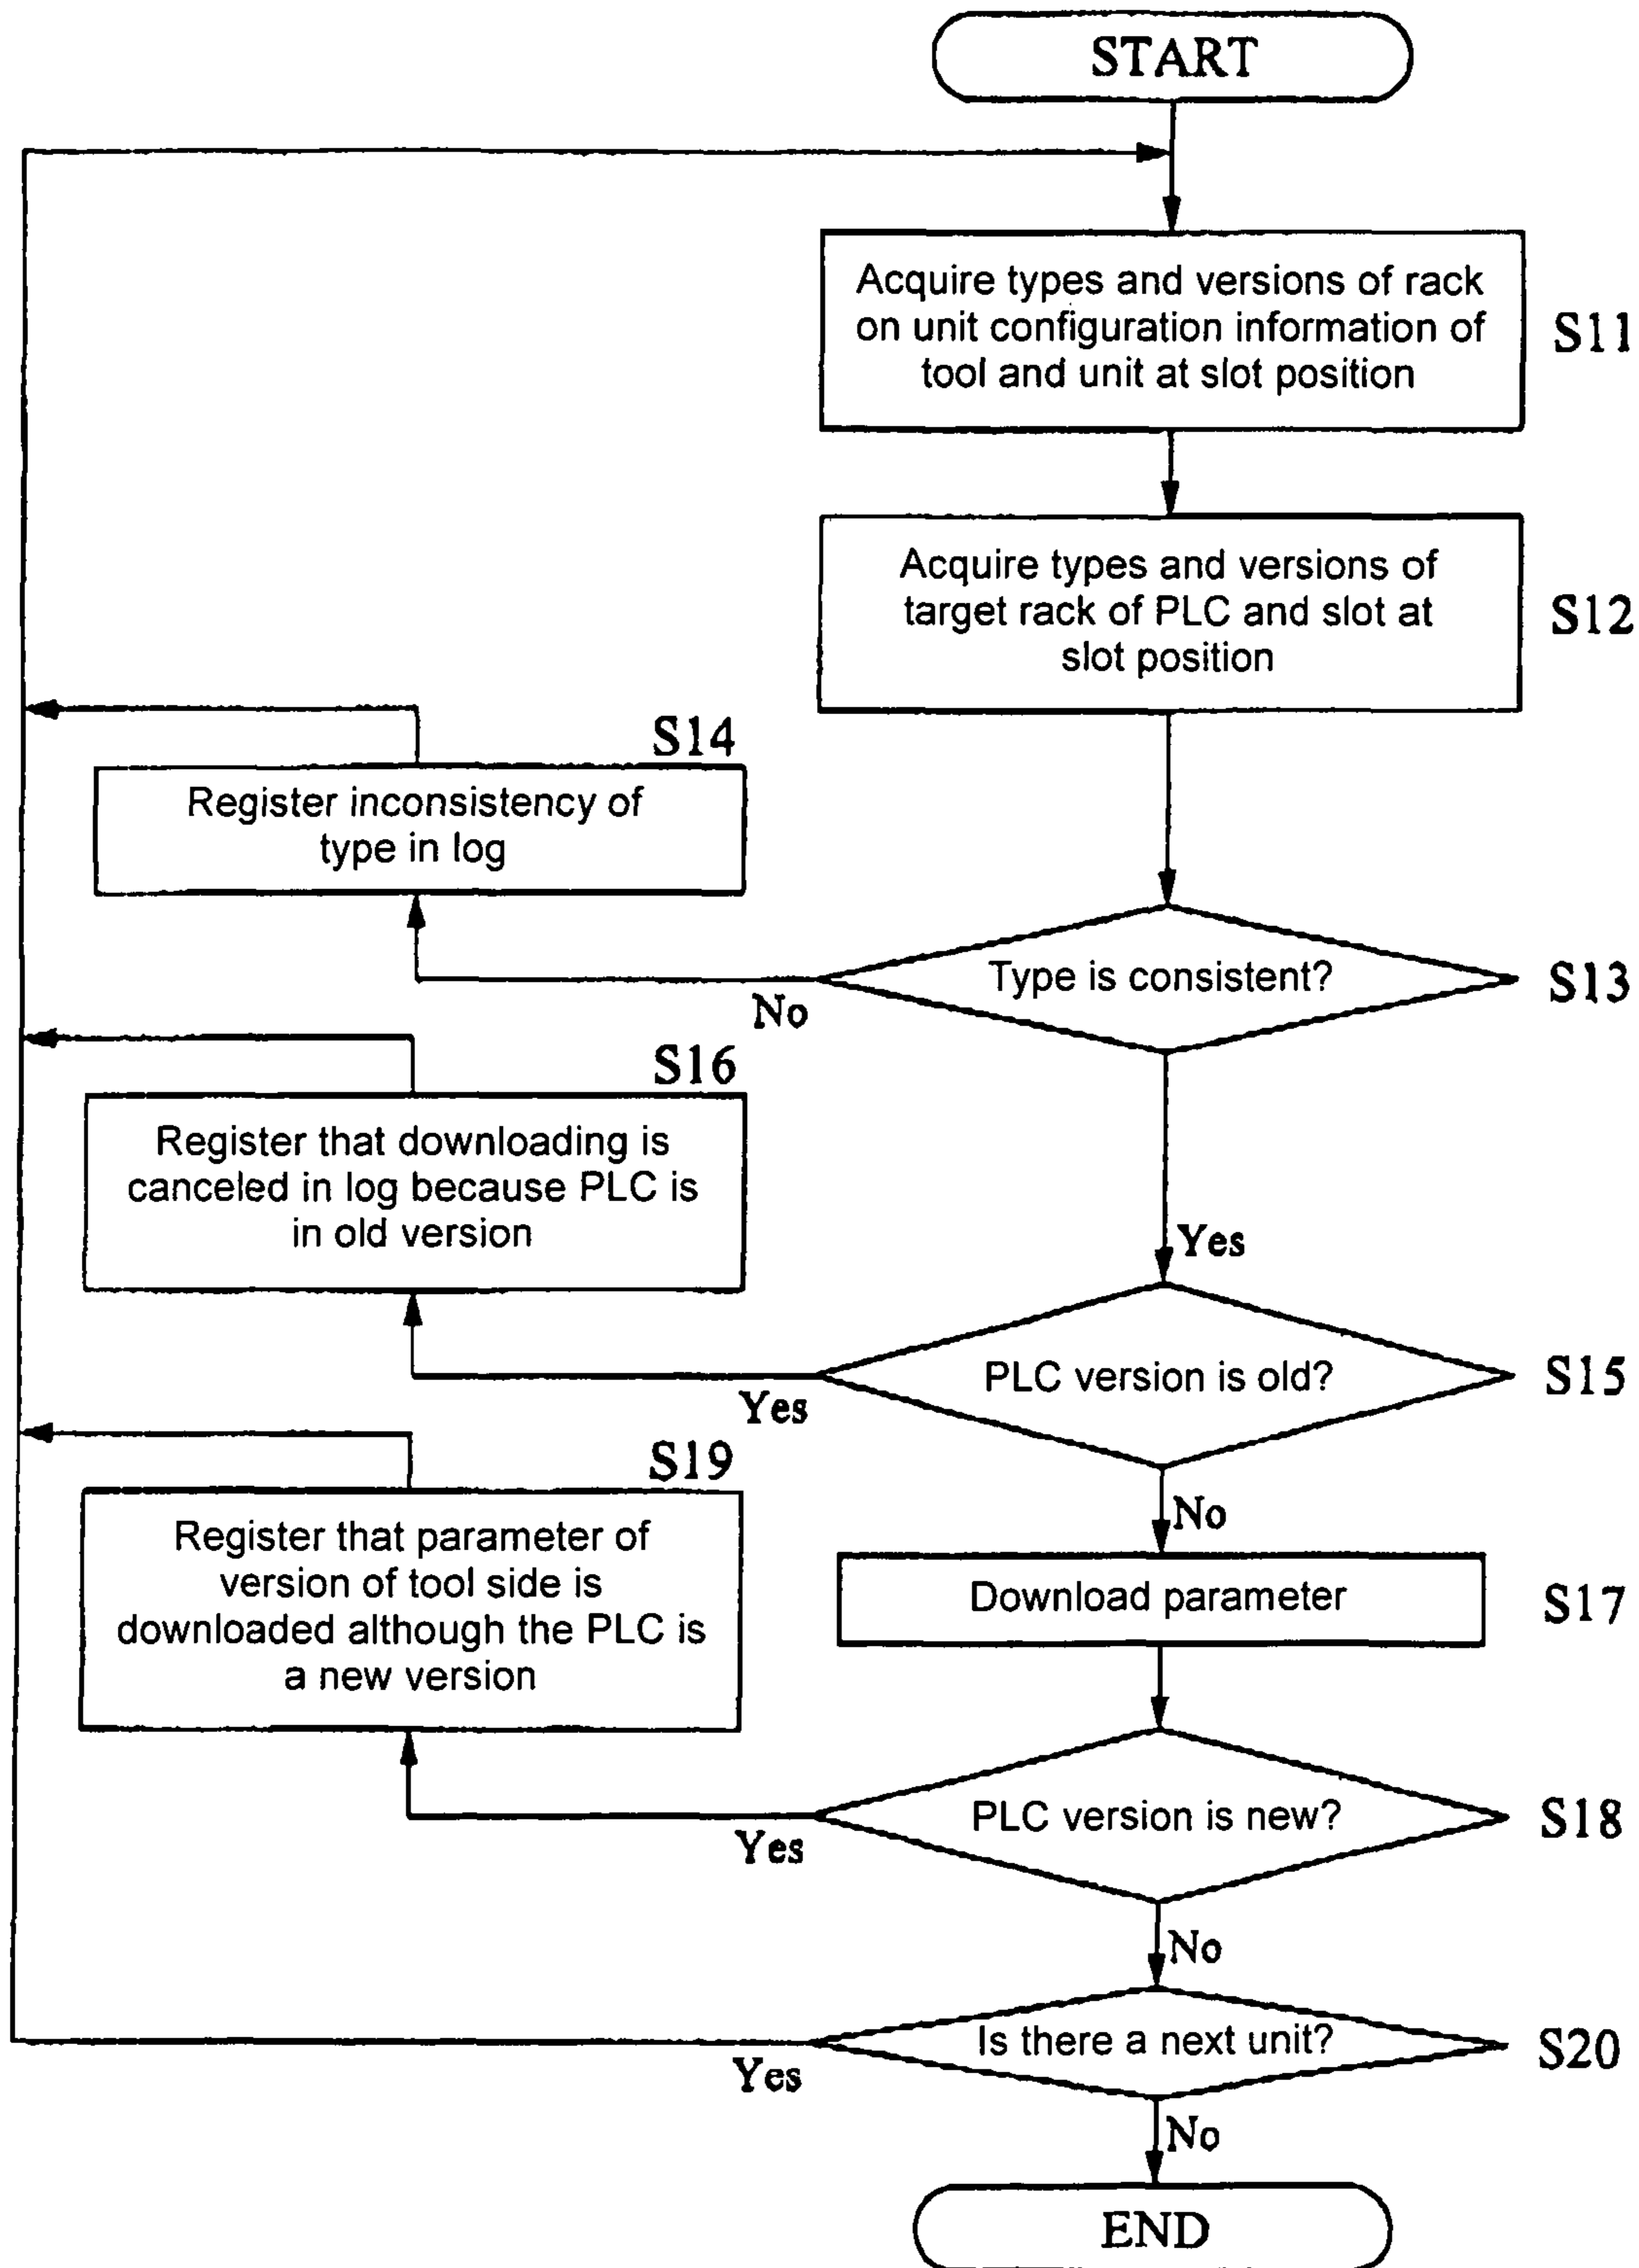 START
Acquire types and versions of rack
on unit configuration information of
tool and unit at slot position
S11
Acquire types and versions of
target rack of PLC and slot at
slot position
S12
S14
Register inconsistency of
type in log
Type is consistent?
S13
No
S16
Register that downloading is
canceled in log because PLC is
in old version
Yes
PLC version is old?
S15
Yes
S19
Register that parameter of
version of tool side is
downloaded although the PLC is
a new version
No
Download parameter
S17
PLC version is new?
S18
Yes
No
Is there a next unit?
S20
Yes
No
END